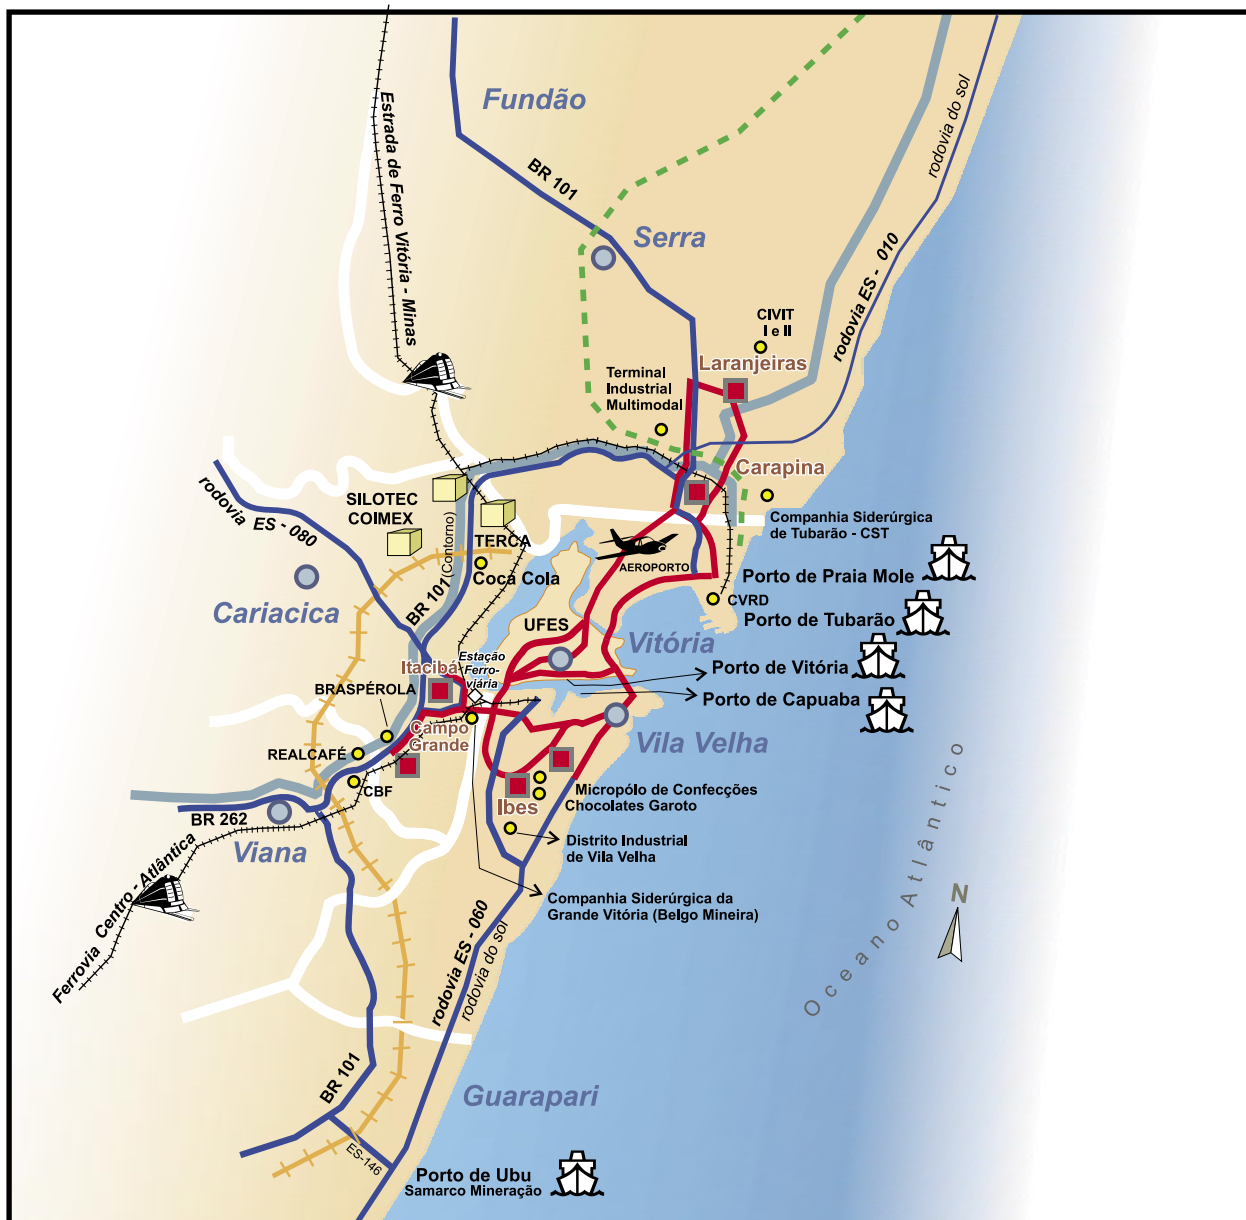 Fundão
Estrada de Ferro Vitória - Minas
BR 101
rodovia do sol
Serra
rodovia ES - 010
CIVIT
I e II
Laranjeiras
Terminal
Industrial
Multimodal
Carapina
rodovia ES - 080
SILOTEC
COIMEX
(Contorno)
BR 101
TERCA
Coca Cola
AEROPORTO
Companhia Siderúrgica
de Tubarão - CST
Porto de Praia Mole
CVRD
Porto de Tubarão
Cariacica
UFES
Vitória
Estação
Ferro-
viária
Itacibá
Porto de Vitória
BRASPÉROLA
Porto de Capuaba
Campo
Grande
REALCAFÉ
Vila Velha
CBF
Micropólo de Confecções
Chocolates Garoto
Ibes
BR 262
Viana
Distrito Industrial
de Vila Velha
Ferrovia Centro - Atlântica
Companhia Siderúrgica da
Grande Vitória (Belgo Mineira)
N
Oceano Atlântico
rodovia ES - 060
rodovia do sol
BR 101
Guarapari
ES-146
Porto de Ubu
Samarco Mineração